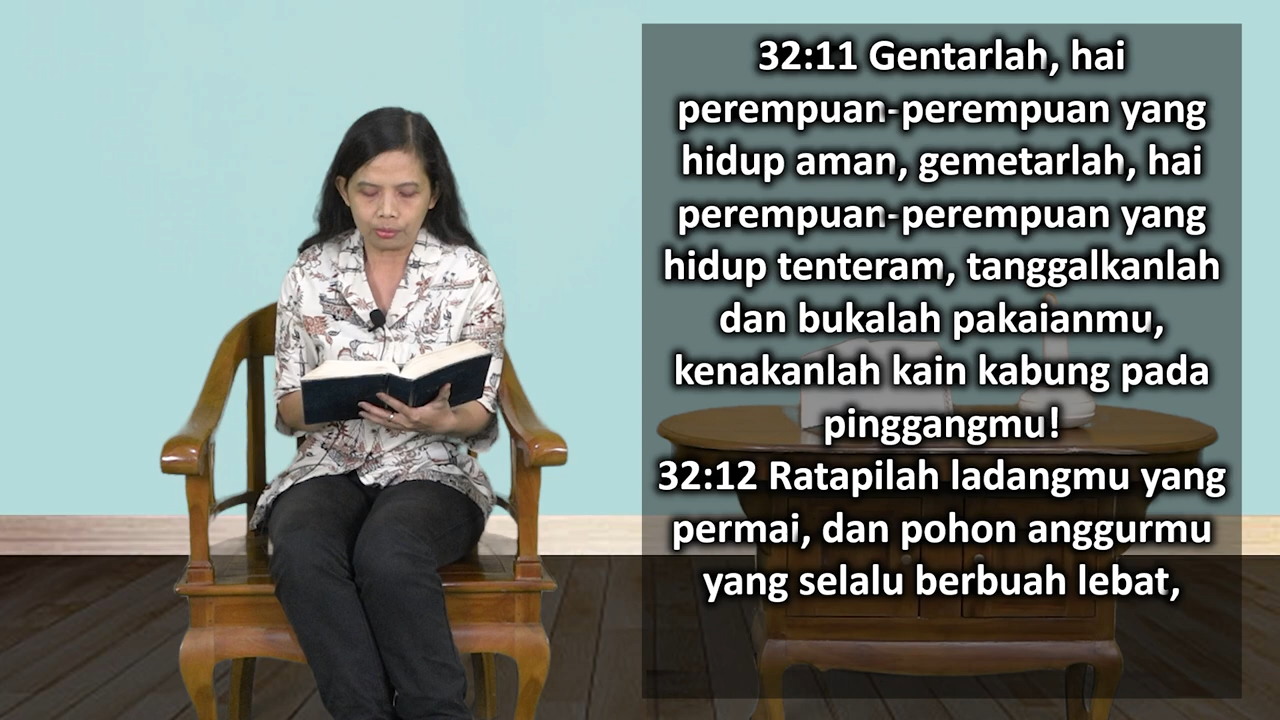 32:11 Gentarlah, hai
perempuan-perempuan yang
hidup aman, gemetarlah, hai
perempuan-perempuan yang
hidup tenteram, tanggalkanlah
dan bukalah pakaianmu,
kenakanlah kain kabung pada
pinggangmu!
32:12 Ratapilah ladangmu yang
permai, dan pohon anggurmu
yang selalu berbuah lebat,